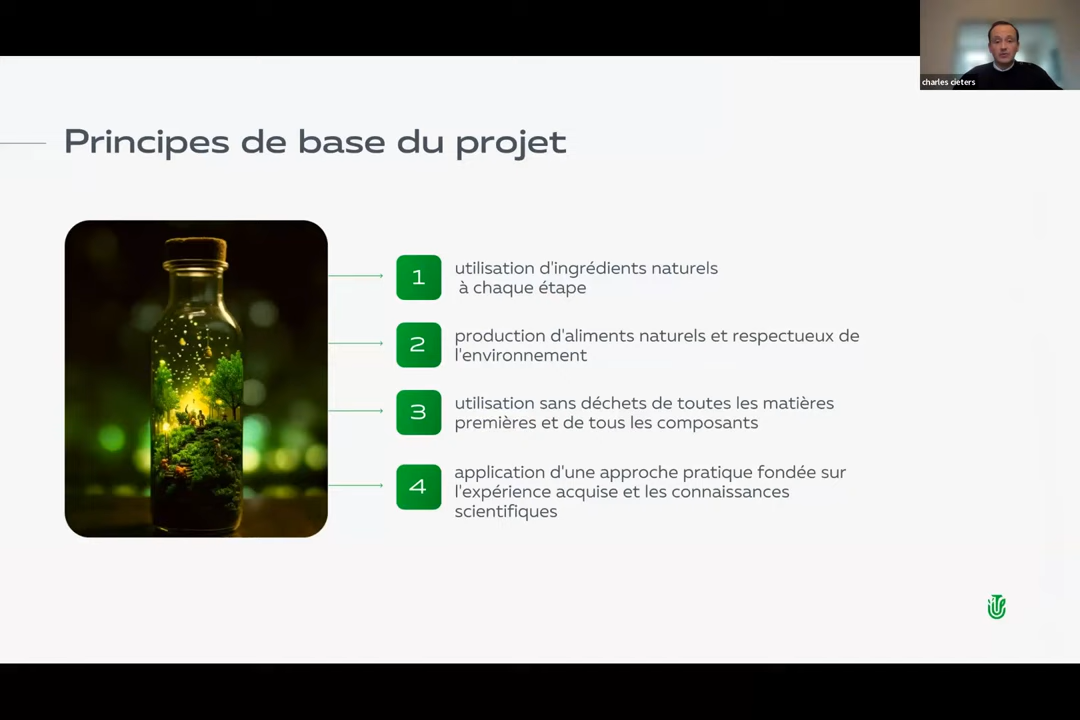 charles cieters
Principes de base du projet
1
utilisation d'ingrédients naturels
à chaque étape
2
production d'aliments naturels et respectueux de
l'environnement
3
utilisation sans déchets de toutes les matières
premières et de tous les composants
4
application d'une approche pratique fondée sur
l'expérience acquise et les connaissances
scientifiques